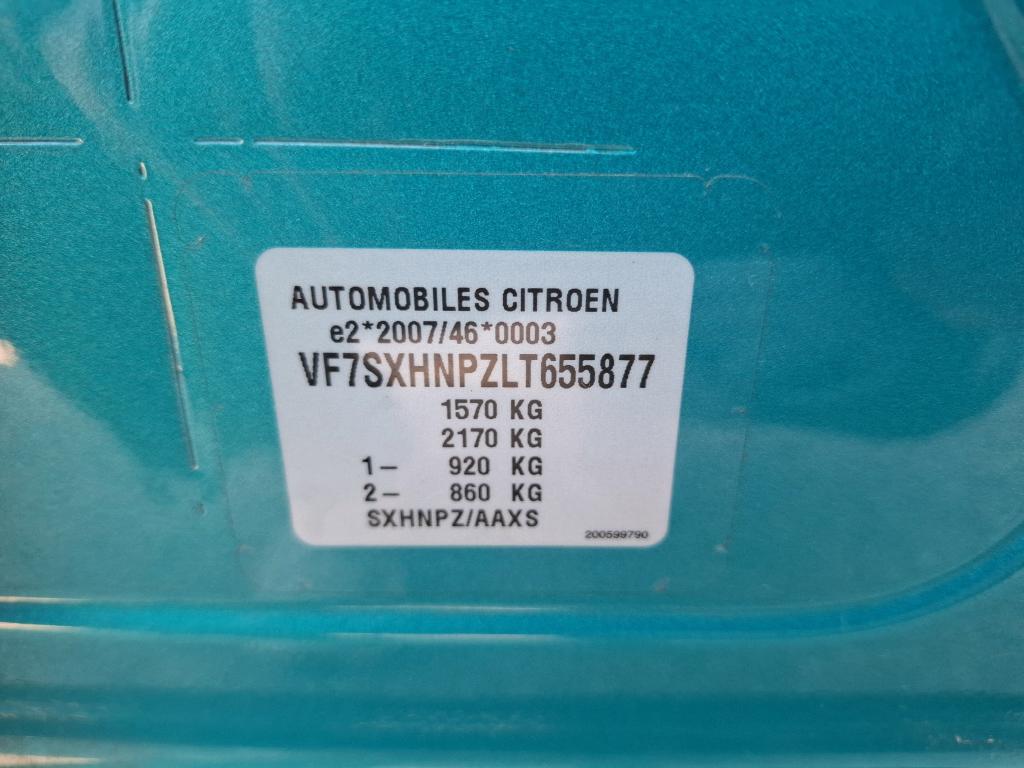 AUTOMOBILES CITROEN
e2*2007/46*0003
VF7SXHNPZLT655877
1570 KG
2170 KG
1- 920 KG
2- 860 KG
SXHNPZ/AAXS
200599790